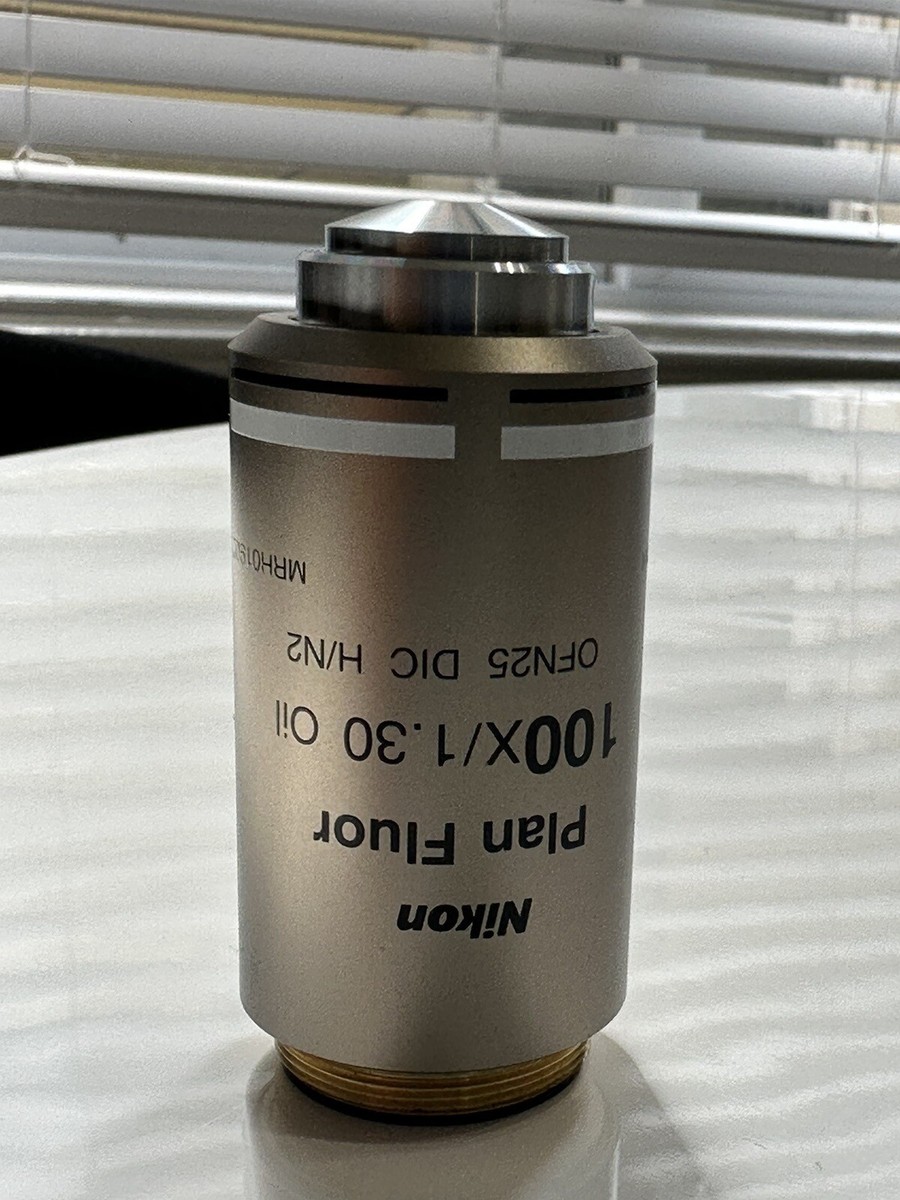 Nikon
Plan Fluor
100X/1.30 Oil
OFN25 DIC H/N2